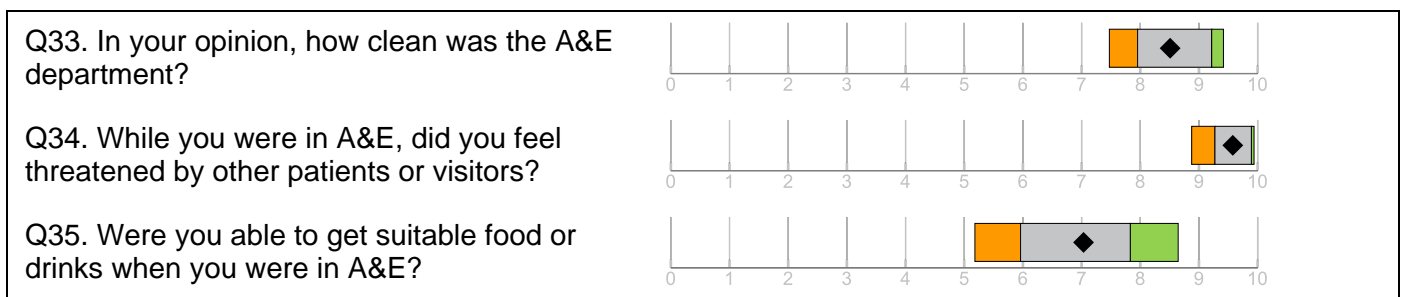 Q33. In your opinion, how clean was the A&E
department?
0 1 2 3 4 5 6 7 8 9 10
Q34. While you were in A&E, did you feel
threatened by other patients or visitors?
0 1 2 3 4 5 6 7 8 9 10
Q35. Were you able to get suitable food or
drinks when you were in A&E?
0 1 2 3 4 5 6 7 8 9 10